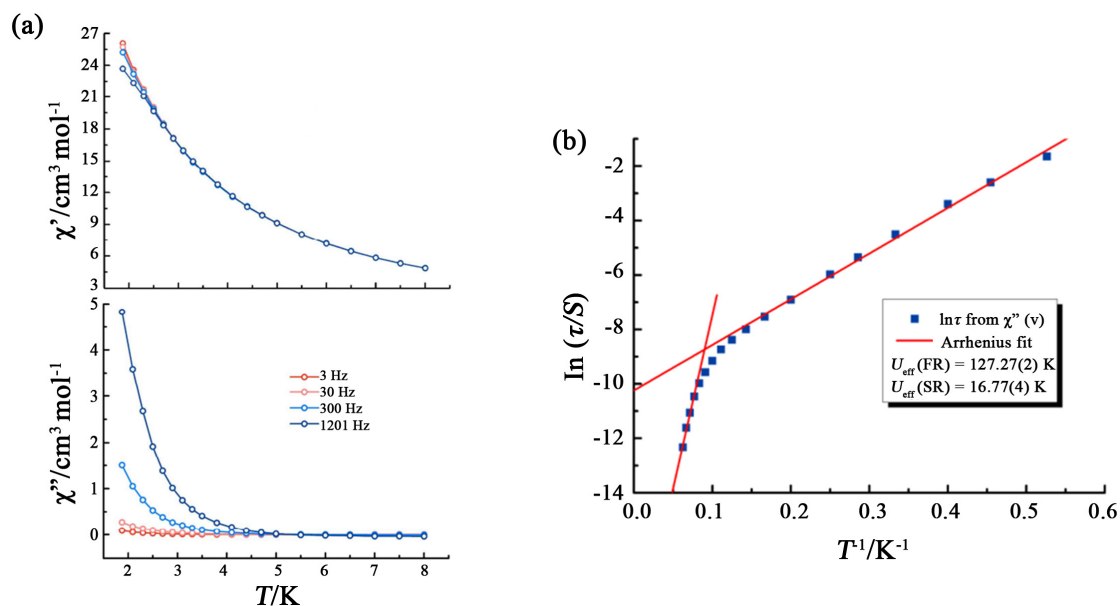 (a)
27
24
21
18
15
12
9
6
3
χ'/cm³ mol⁻¹
5
4
3
2
1
0
χ''/cm³ mol⁻¹
3 Hz
30 Hz
300 Hz
1201 Hz
2 3 4 5 6 7 8
T/K
(b)
-2
-4
-6
-8
-10
-12
-14
ln (τ/S)
lnτ from χ'' (v)
Arrhenius fit
Ueff (FR) = 127.27(2) K
Ueff (SR) = 16.77(4) K
0.0 0.1 0.2 0.3 0.4 0.5 0.6
T⁻¹/K⁻¹